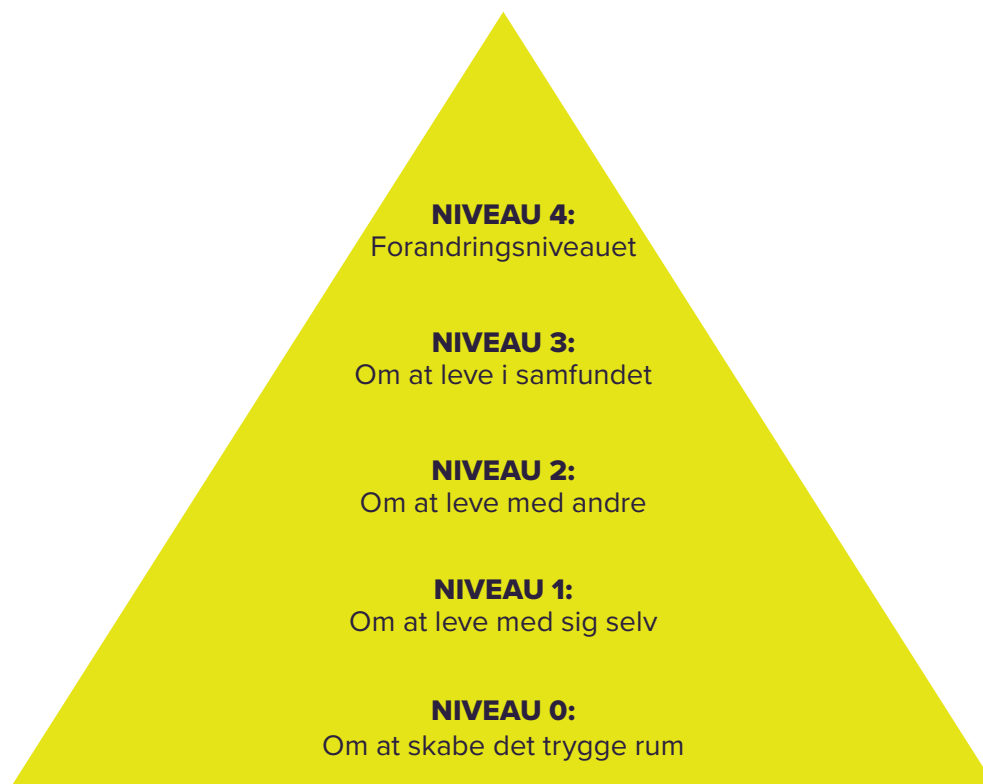 NIVEAU 4:
Forandringsniveauet
NIVEAU 3:
Om at leve i samfundet
NIVEAU 2:
Om at leve med andre
NIVEAU 1:
Om at leve med sig selv
NIVEAU 0:
Om at skabe det trygge rum